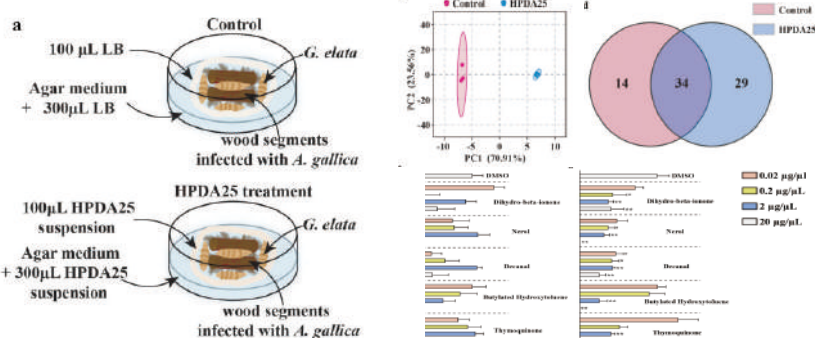 a
Control
100 μL LB
G. elata
Agar medium
+ 300μL LB
wood segments
infected with A. gallica
HPDA25 treatment
100μL HPDA25
suspension
G. elata
Agar medium
+ 300μL HPDA25
suspension
wood segments
infected with A. gallica
Control HPDA25
40
20
0
-20
-40
PC2 (23.56%)
-10 -5 0 5 10
PC1 (70.91%)
d
Control
HPDA25
14 34 29
DMSO
Dihydro-beta-ionone
Nerol
Decanal
Butylated Hydroxytoluene
Thymoquinone
DMSO
Dihydro-beta-ionone
Nerol
Decanal
Butylated Hydroxytoluene
Thymoquinone
0.02 μg/μl
0.2 μg/μL
2 μg/μL
20 μg/μL